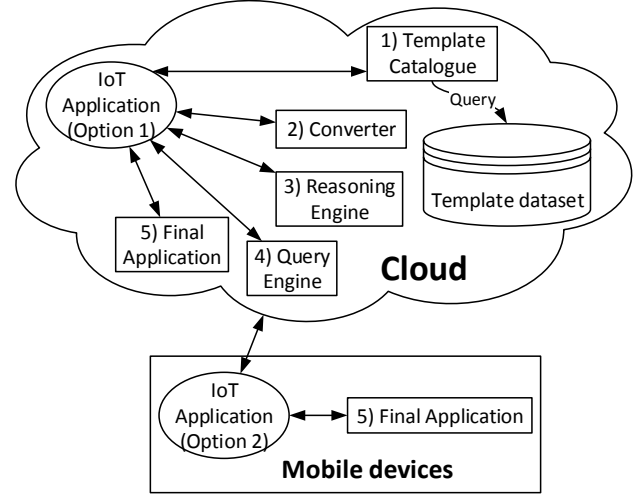 1) Template
Catalogue
IoT
Application
(Option 1)
Query
2) Converter
Template dataset
3) Reasoning
Engine
5) Final
Application
4) Query
Engine
Cloud
IoT
Application
(Option 2)
5) Final Application
Mobile devices